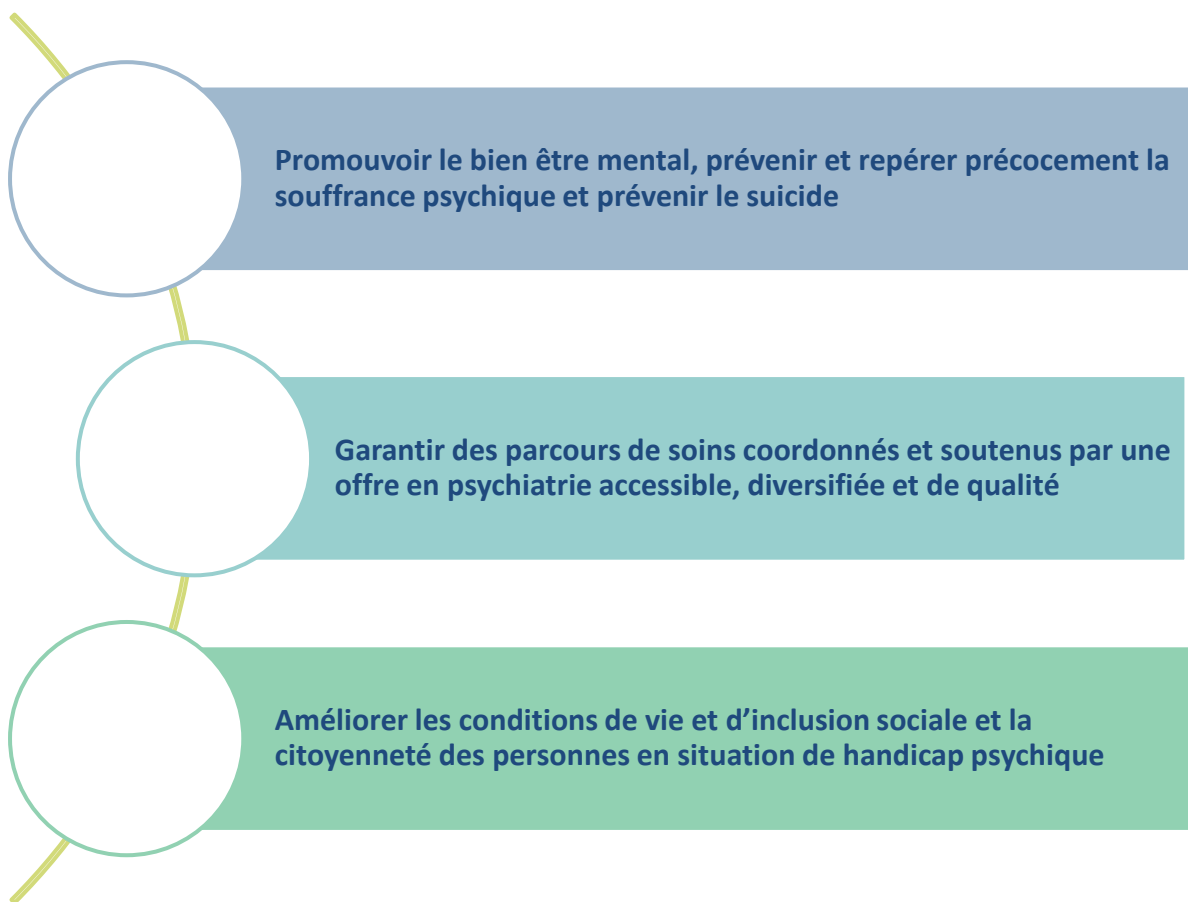 Promouvoir le bien être mental, prévenir et repérer précocement la
souffrance psychique et prévenir le suicide
Garantir des parcours de soins coordonnés et soutenus par une
offre en psychiatrie accessible, diversifiée et de qualité
Améliorer les conditions de vie et d’inclusion sociale et la
citoyenneté des personnes en situation de handicap psychique